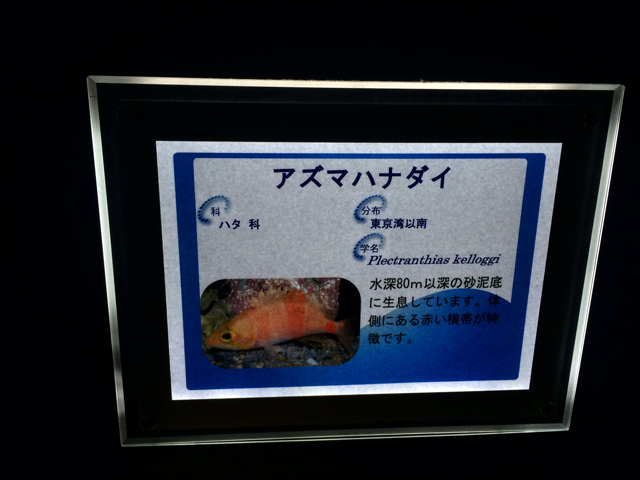 アズマハナダイ
科
ハタ 科
分布
東京湾以南
学名
Plectranthias kelloggi
水深80m以深の砂泥底
に生息しています。体
側にある赤い横帯が特
徴です。